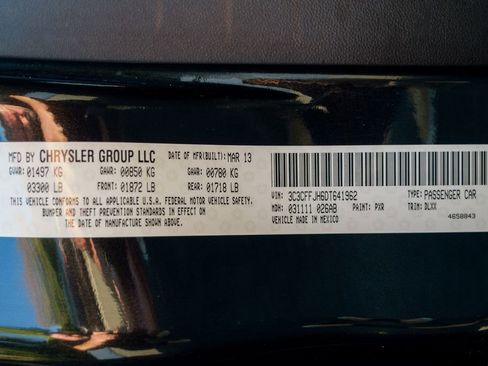 MFD BY CHRYSLER GROUP LLC DATE OF MFR(BUILT): MAR 13
GVWR: 01497 KG GAWR: 00850 KG GAWR: 00780 KG
03300 LB FRONT: 01872 LB REAR: 01718 LB
THIS VEHICLE CONFORMS TO ALL APPLICABLE U.S.A. FEDERAL MOTOR VEHICLE SAFETY,
BUMPER AND THEFT PREVENTION STANDARDS IN EFFECT ON
THE DATE OF MANUFACTURE SHOWN ABOVE.
VIN: 3C3CFFJH6DT641962 TYPE: PASSENGER CAR
MDH: 031111 026AB PAINT: PXR TRIM: DLXX
VEHICLE MADE IN MEXICO 4658843